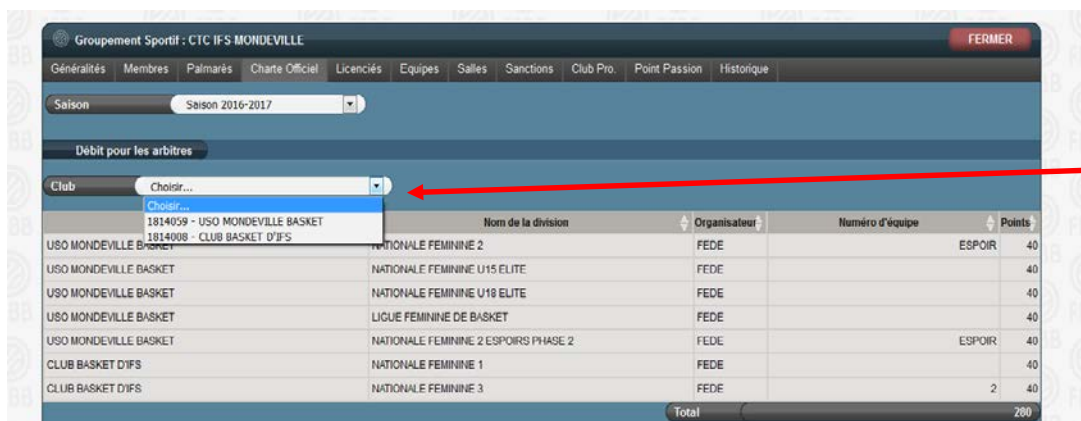 Groupement Sportif : CTC IFS-MONDEVILLE FERMER
Généralités Membres Palmarès Charte Officiel Licenciés Equipes Salles Sanctions Club Pro. Point Passion Historique
Saison Saison 2016-2017
Débit pour les arbitres
Club Choisir...
Choisir...
1814059 - USO MONDEVILLE BASKET
1814008 - CLUB BASKET D'IFS
Nom de la division Organisateur Numéro d'équipe Points
USO MONDEVILLE BASKET NATIONALE FEMININE 2 FEDE ESPOIR 40
USO MONDEVILLE BASKET NATIONALE FEMININE U15 ELITE FEDE 40
USO MONDEVILLE BASKET NATIONALE FEMININE U18 ELITE FEDE 40
USO MONDEVILLE BASKET LIGUE FEMININE DE BASKET FEDE 40
USO MONDEVILLE BASKET NATIONALE FEMININE 2 ESPOIRS PHASE 2 FEDE ESPOIR 40
CLUB BASKET D'IFS NATIONALE FEMININE 1 FEDE 40
CLUB BASKET D'IFS NATIONALE FEMININE 3 FEDE 2 40
Total 280